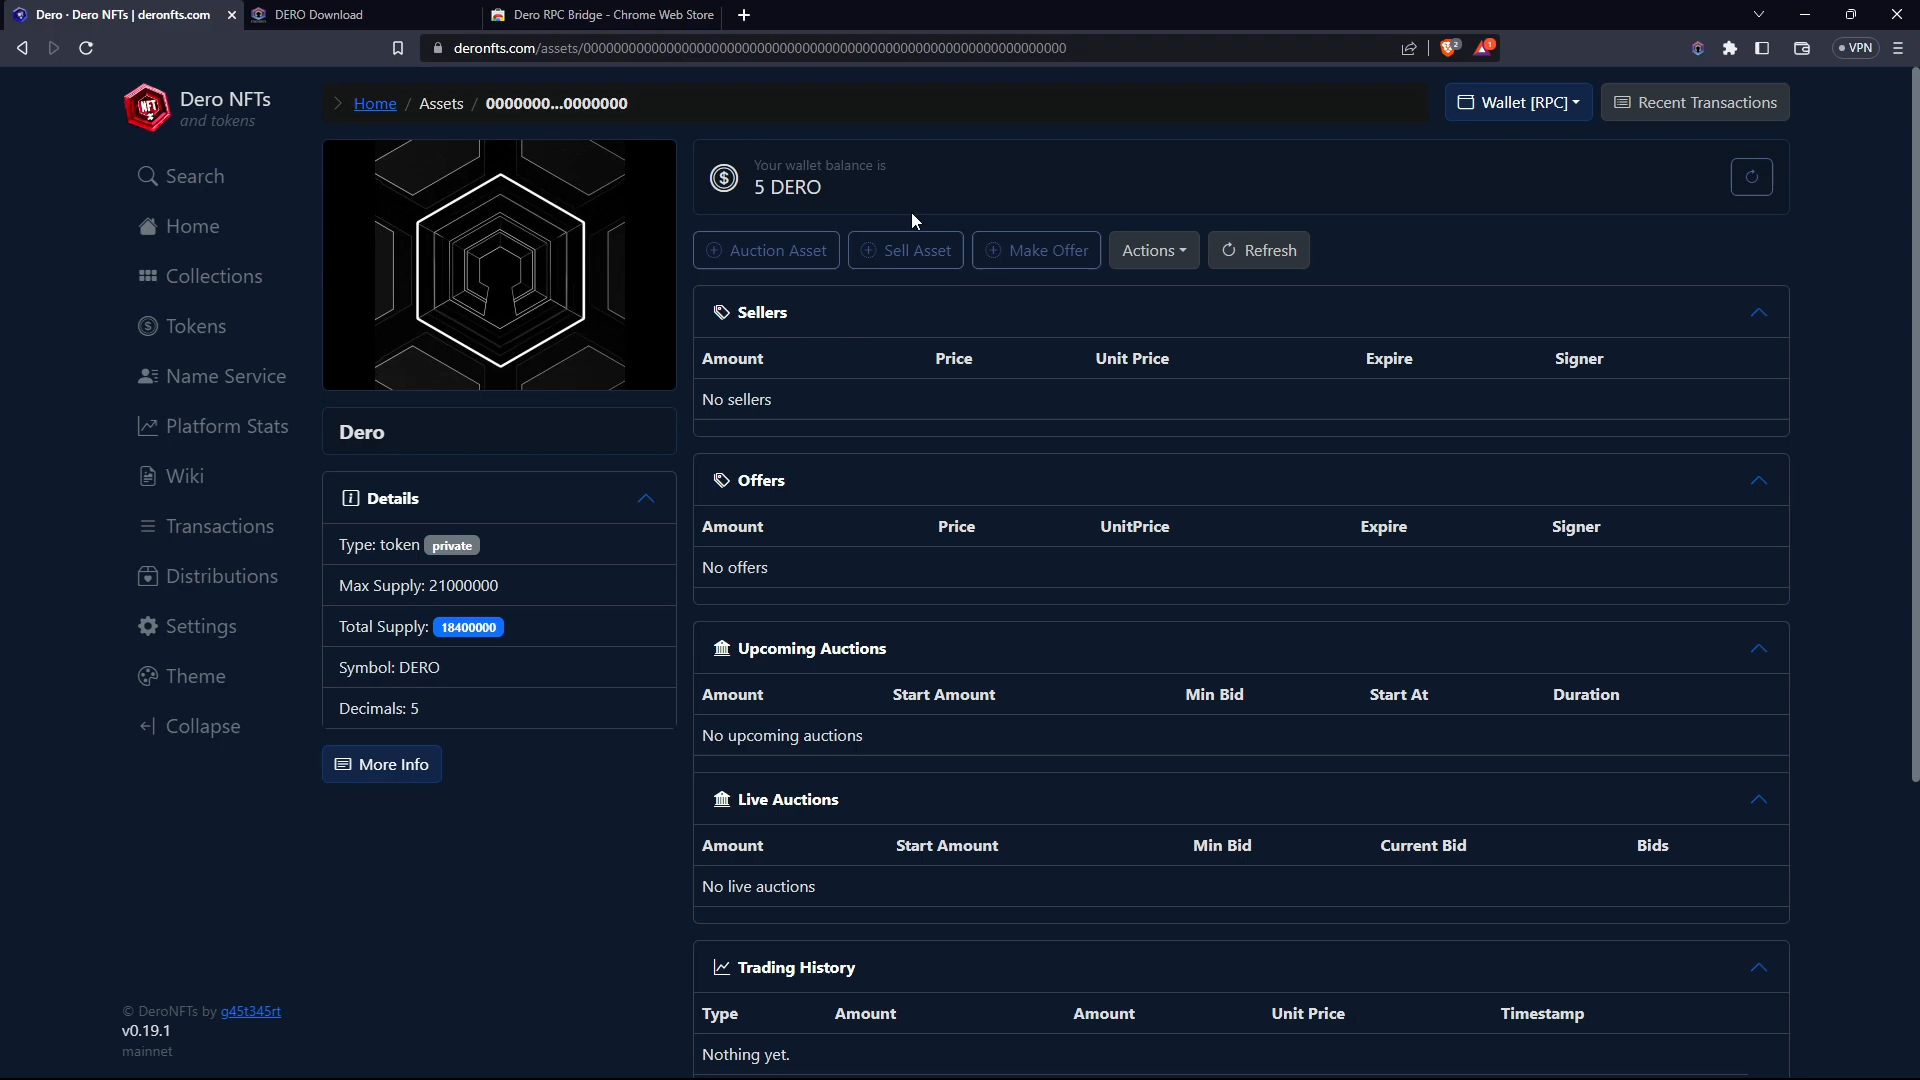 Dero · Dero NFTs | deronfts.com
DERO Download
Dero RPC Bridge - Chrome Web Store
deronfts.com/assets/0000000000000000000000000000000000000000000000000000000000000000
2
1
VPN
NFT
Dero NFTs
and tokens
Home / Assets / 0000000...0000000
Wallet [RPC]
Recent Transactions
Search
Home
Collections
Tokens
Name Service
Platform Stats
Wiki
Transactions
Distributions
Settings
Theme
Collapse
Dero
Details
Type: token private
Max Supply: 21000000
Total Supply: 18400000
Symbol: DERO
Decimals: 5
More Info
Your wallet balance is
5 DERO
Auction Asset
Sell Asset
Make Offer
Actions
Refresh
Sellers
Amount Price Unit Price Expire Signer
No sellers
Offers
Amount Price UnitPrice Expire Signer
No offers
Upcoming Auctions
Amount Start Amount Min Bid Start At Duration
No upcoming auctions
Live Auctions
Amount Start Amount Min Bid Current Bid Bids
No live auctions
Trading History
Type Amount Amount Unit Price Timestamp
Nothing yet.
© DeroNFTs by g45t345rt
v0.19.1
mainnet